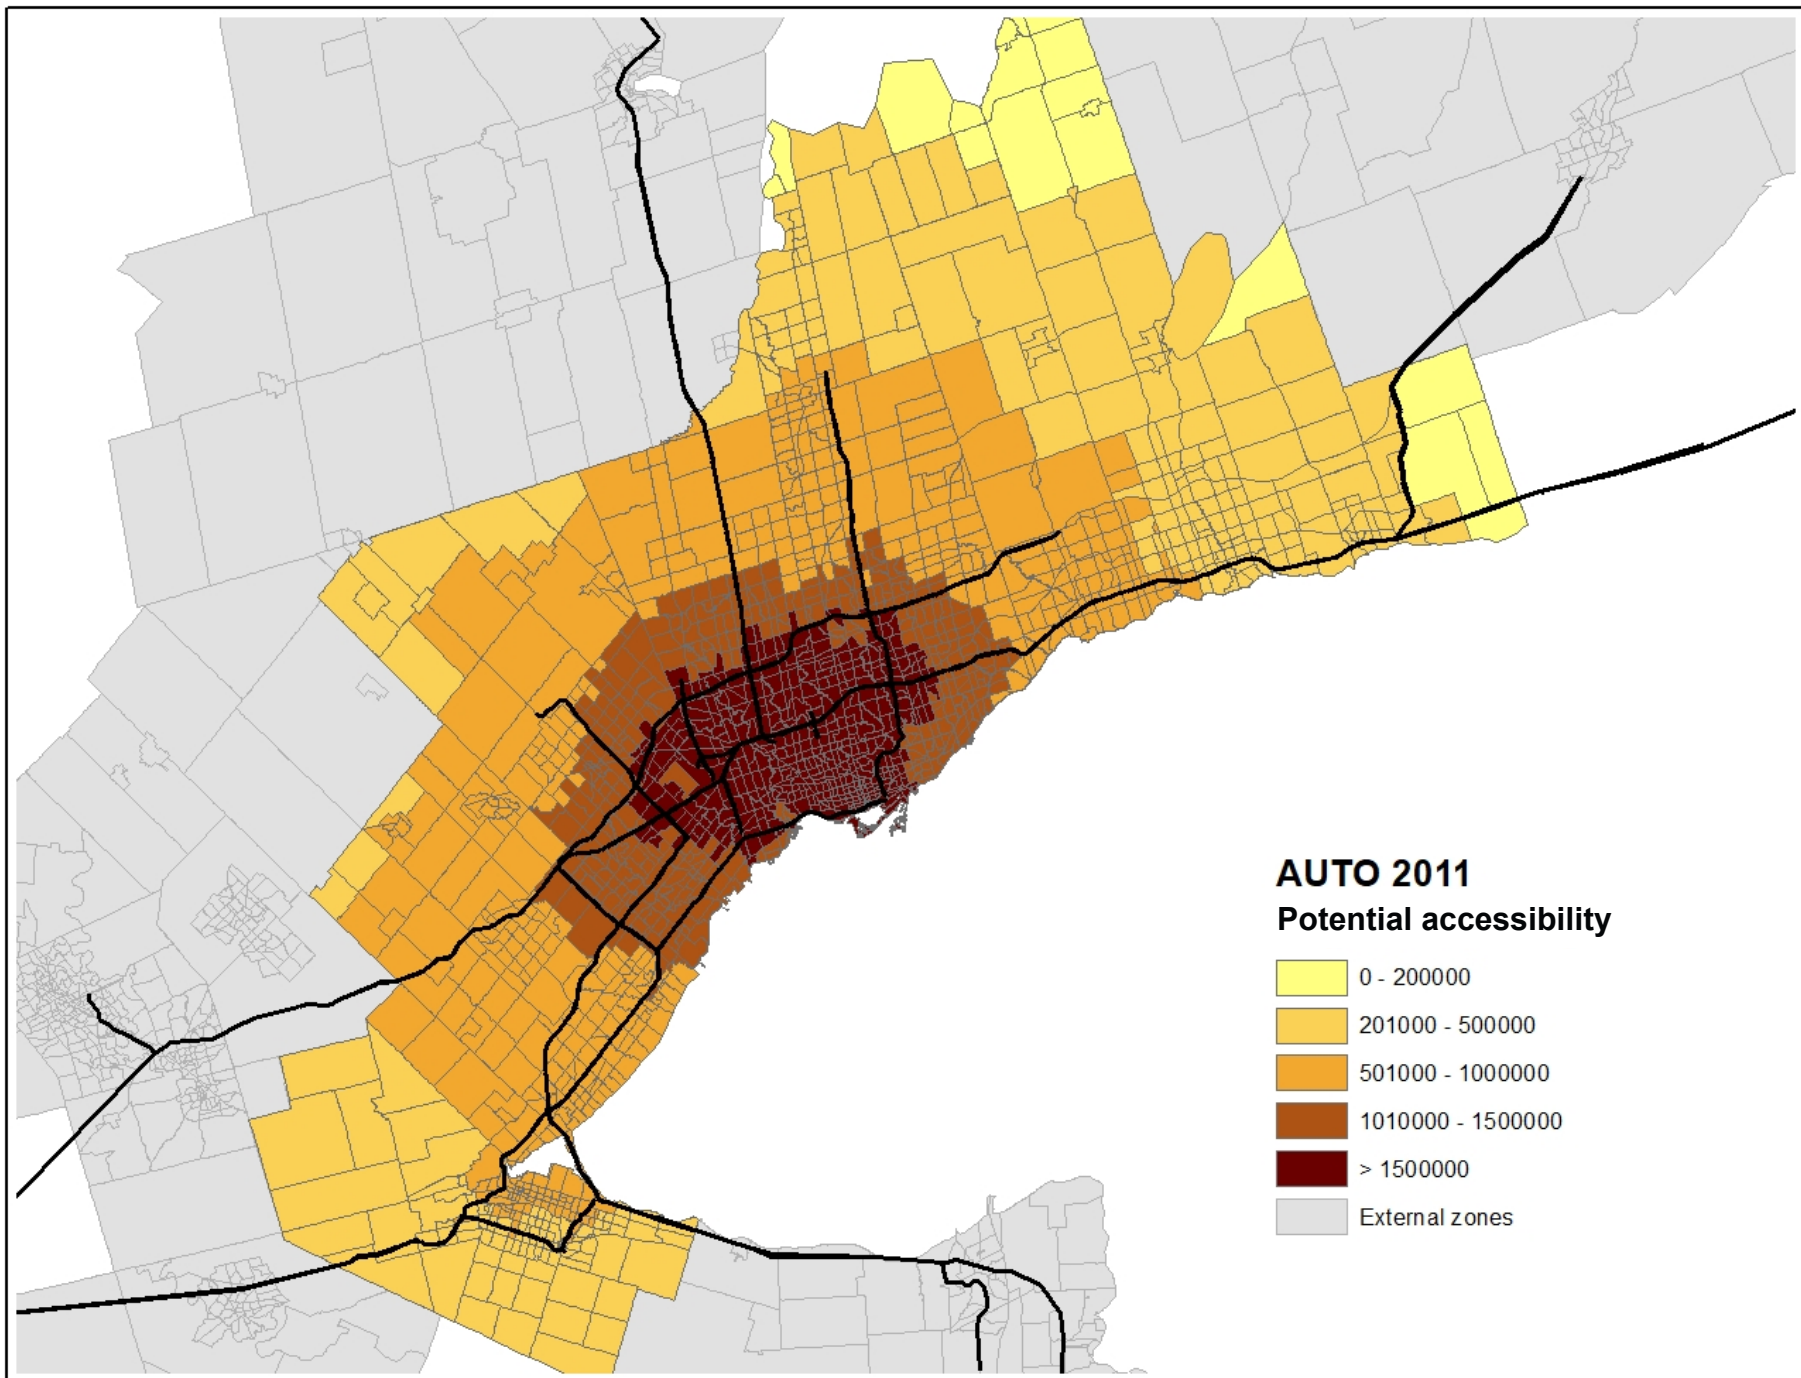 AUTO 2011
Potential accessibility
0 - 200000
201000 - 500000
501000 - 1000000
1010000 - 1500000
> 1500000
External zones